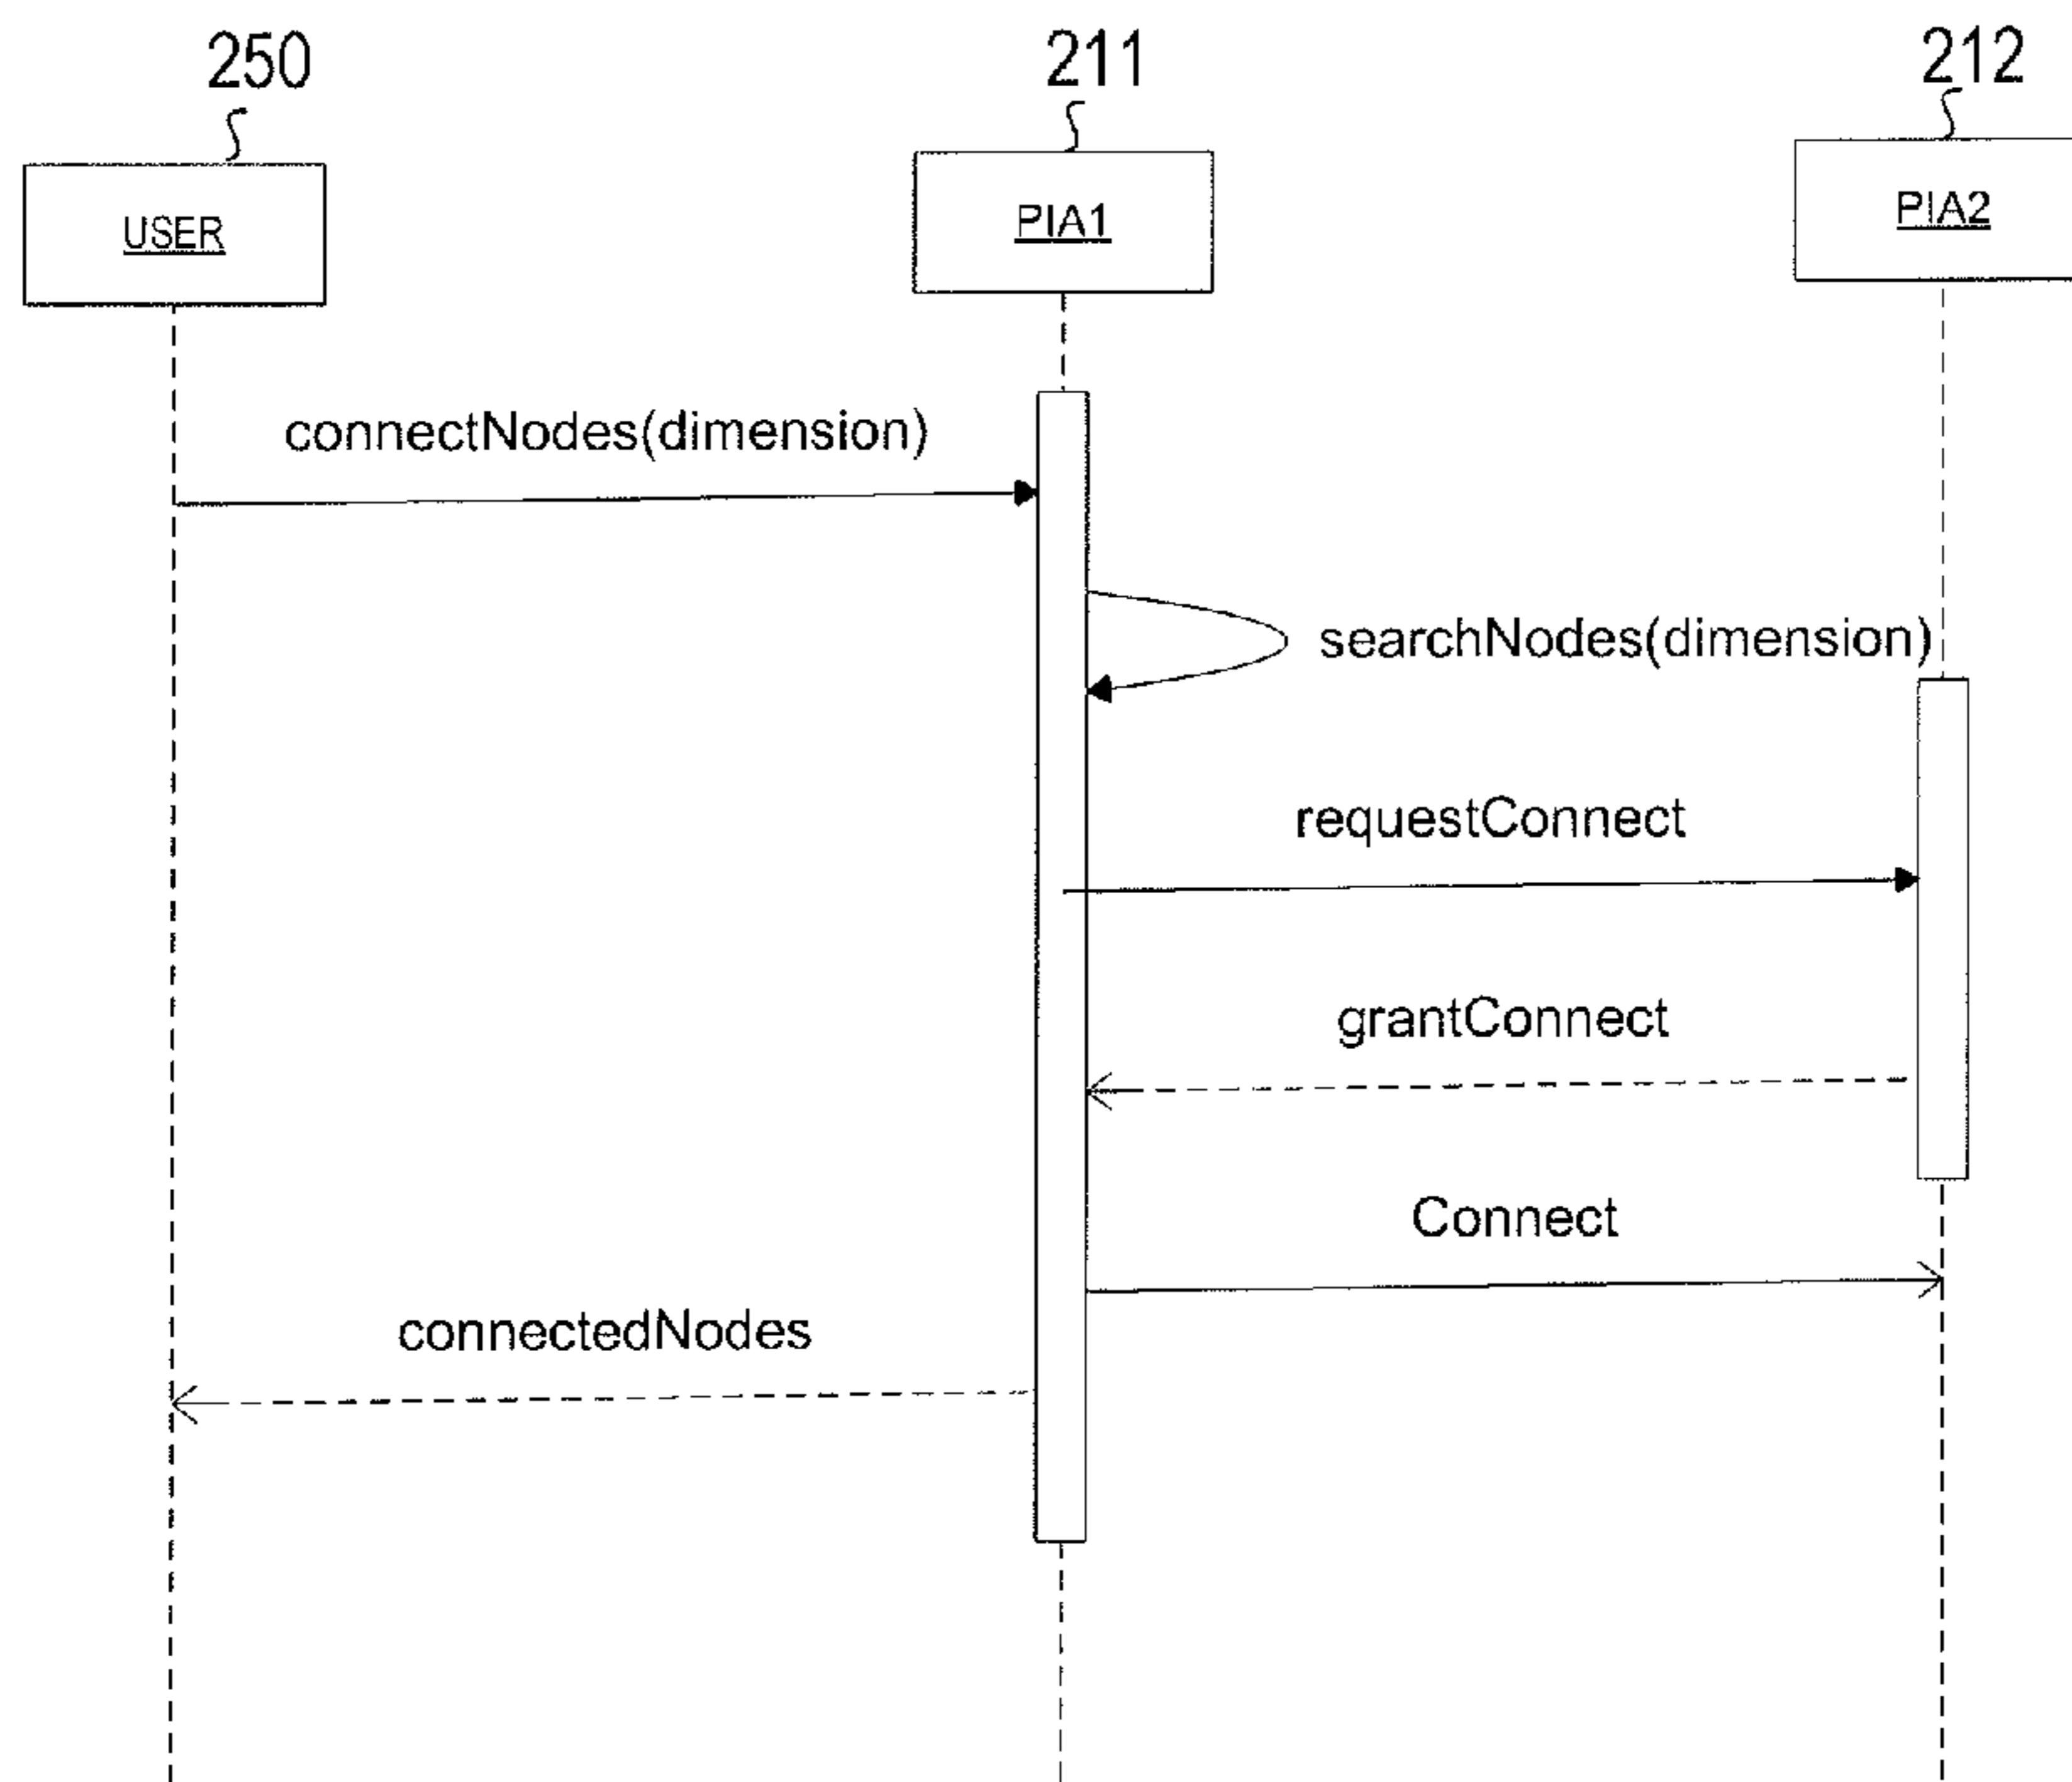 250
211
212
USER
PIA1
PIA2
connectNodes(dimension)
searchNodes(dimension)
requestConnect
grantConnect
Connect
connectedNodes